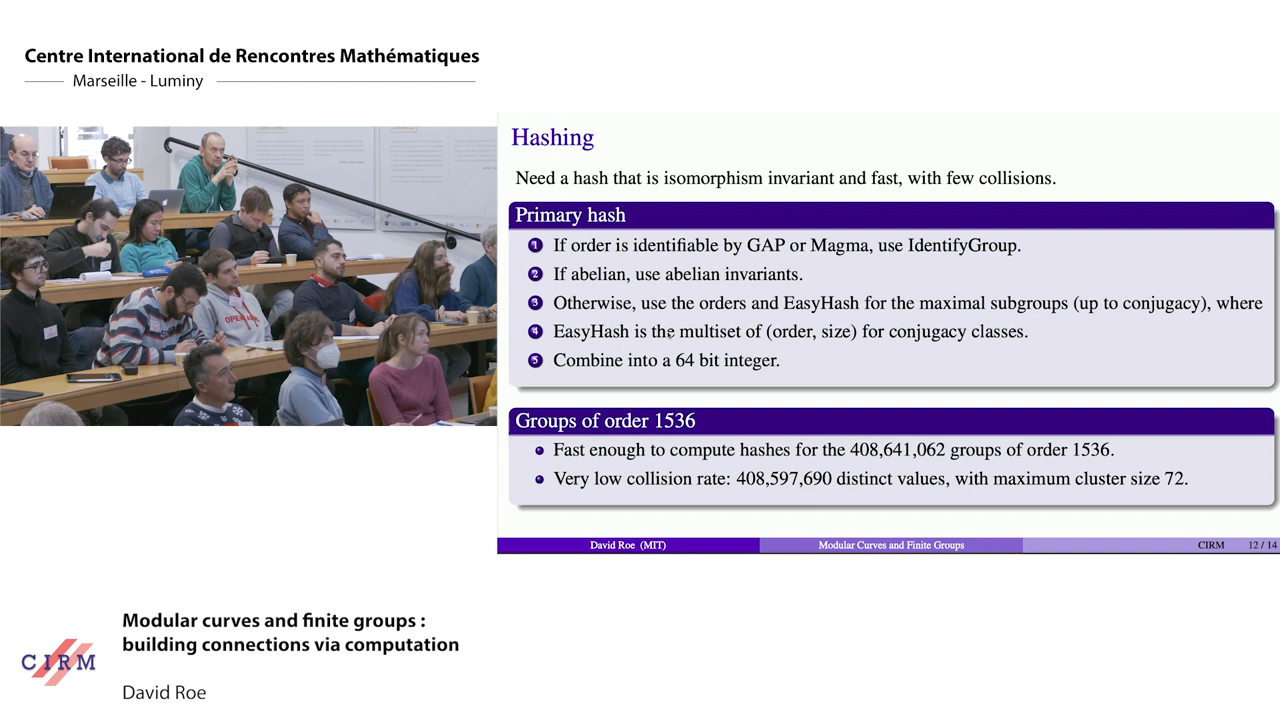 Centre International de Rencontres Mathématiques
Marseille - Luminy
Hashing
Need a hash that is isomorphism invariant and fast, with few collisions.
Primary hash
1 If order is identifiable by GAP or Magma, use IdentifyGroup.
2 If abelian, use abelian invariants.
3 Otherwise, use the orders and EasyHash for the maximal subgroups (up to conjugacy), where
4 EasyHash is the multiset of (order, size) for conjugacy classes.
5 Combine into a 64 bit integer.
Groups of order 1536
Fast enough to compute hashes for the 408,641,062 groups of order 1536.
Very low collision rate: 408,597,690 distinct values, with maximum cluster size 72.
David Roe (MIT)
Modular Curves and Finite Groups
CIRM
12 / 14
Modular curves and finite groups :
building connections via computation
CIRM
David Roe